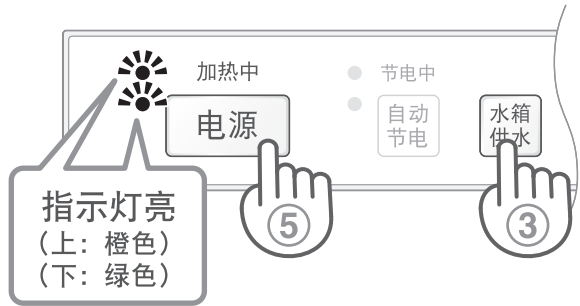 加热中
节电中
电源
自动
节电
水箱
供水
指示灯亮
（上：橙色）
（下：绿色）
⑤
③